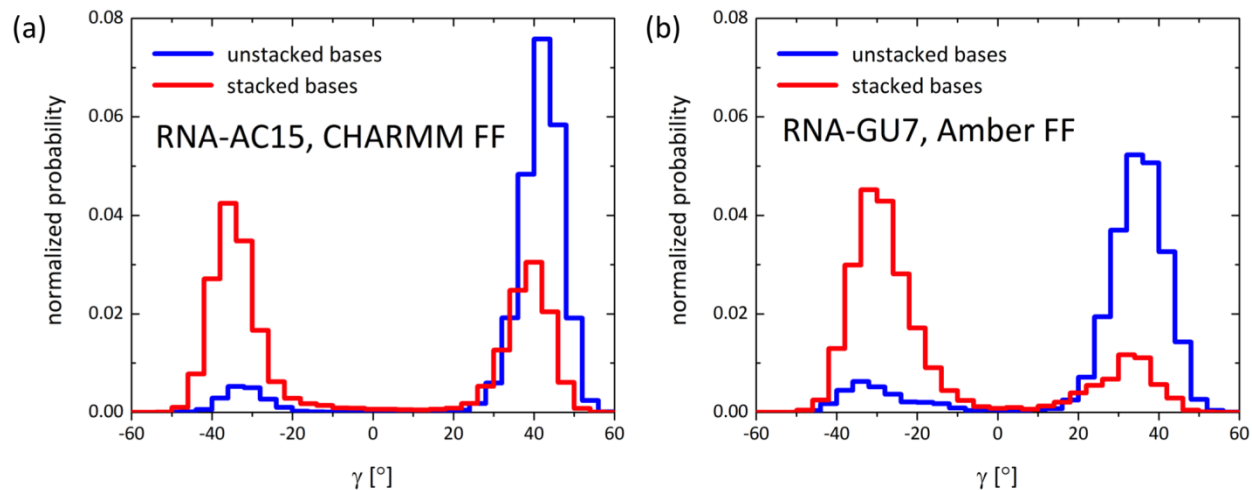 (a)
0.08
0.06
0.04
0.02
0.00
normalized probability
unstacked bases
stacked bases
RNA-AC15, CHARMM FF
-60 -40 -20 0 20 40 60
γ [°]
(b)
0.08
0.06
0.04
0.02
0.00
normalized probability
unstacked bases
stacked bases
RNA-GU7, Amber FF
-60 -40 -20 0 20 40 60
γ [°]